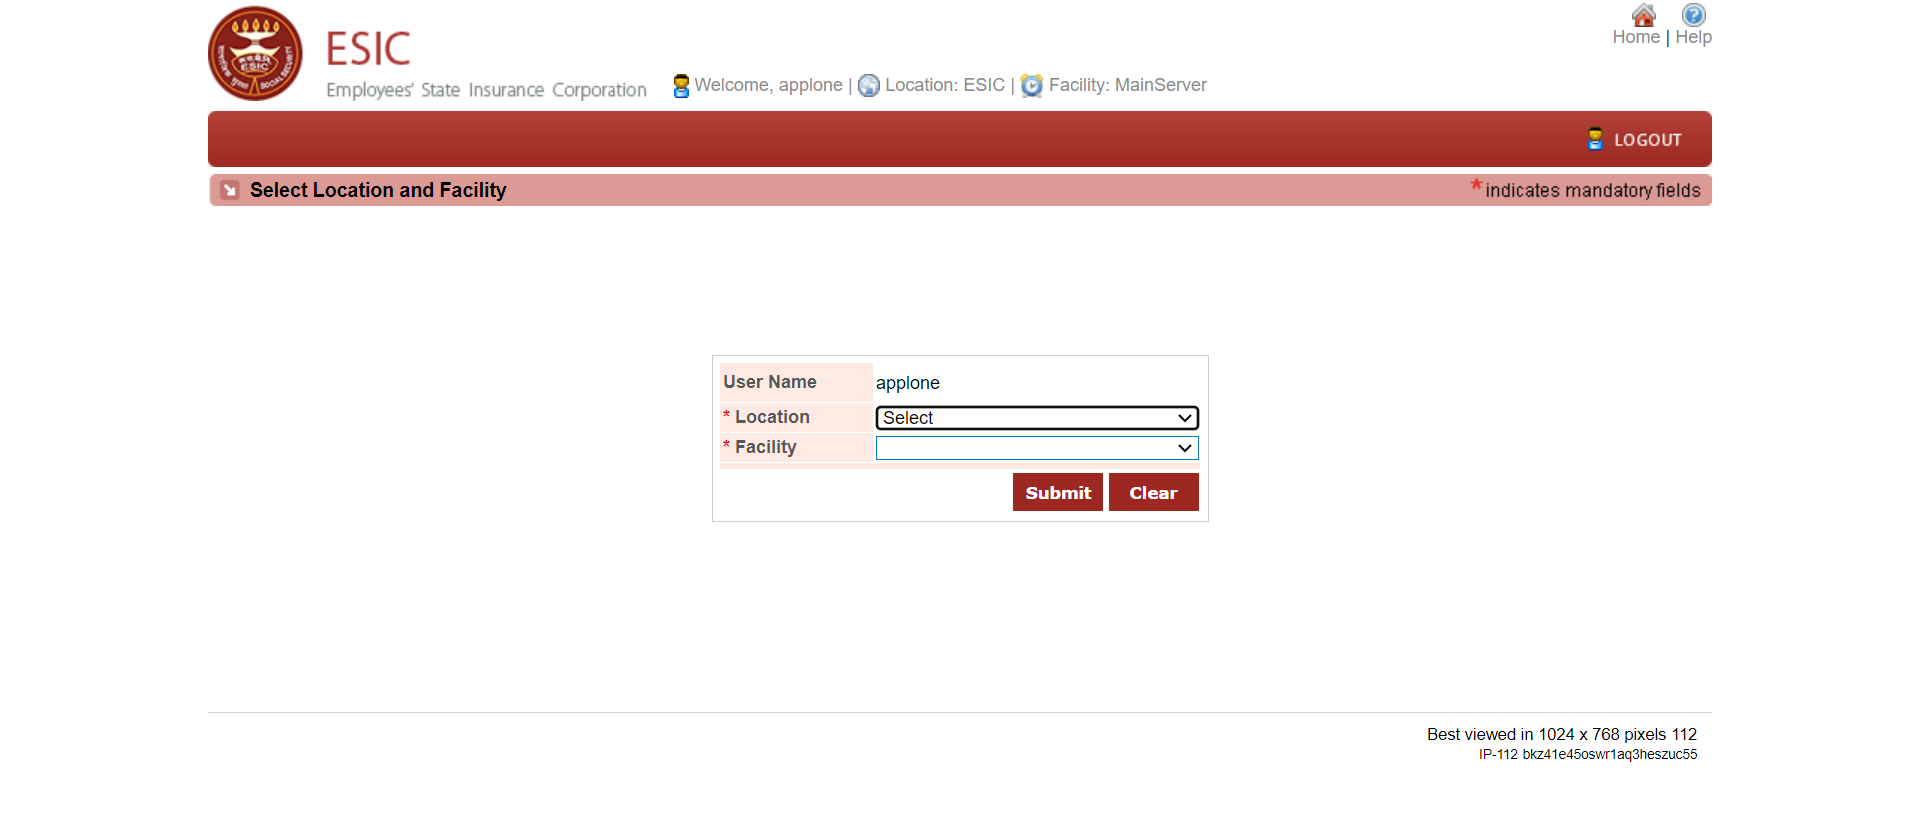 Home | Help
ESIC
Employees' State Insurance Corporation
Welcome, applone | Location: ESIC | Facility: MainServer
LOGOUT
Select Location and Facility
* indicates mandatory fields
User Name applone
* Location Select
* Facility
Submit Clear
Best viewed in 1024 x 768 pixels 112
IP-112 bkz41e45oswr1aq3heszuc55